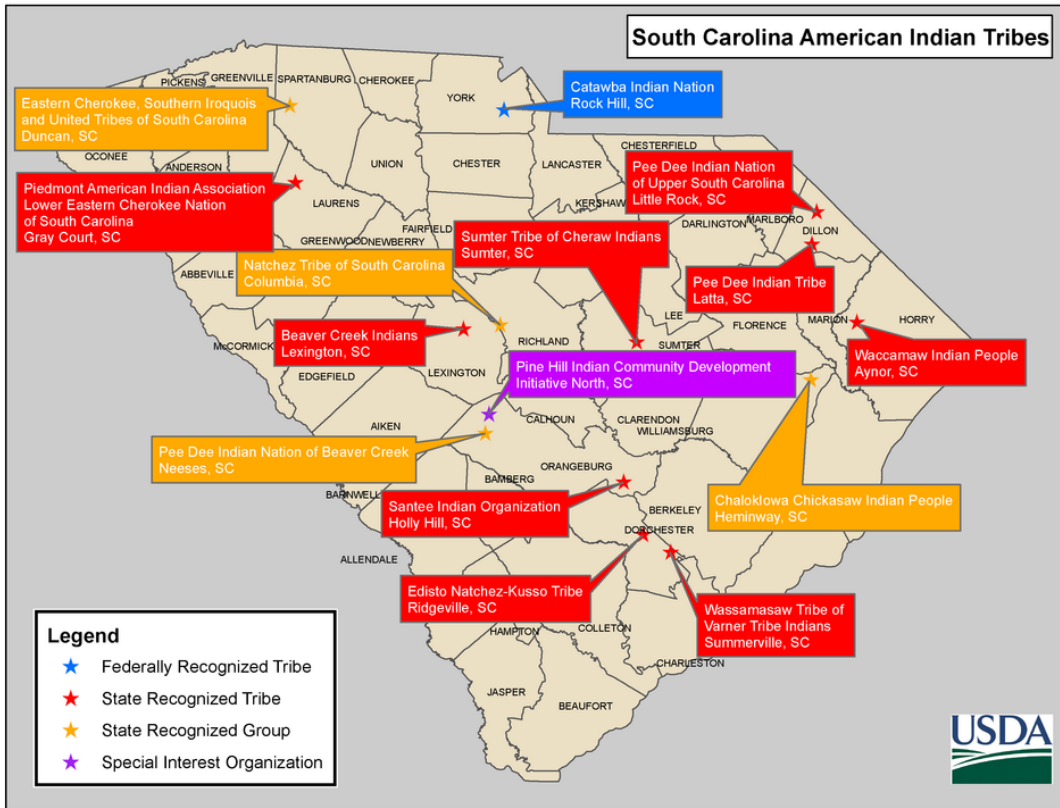 South Carolina American Indian Tribes
PICKENS
GREENVILLE
SPARTANBURG
CHEROKEE
YORK
Catawba Indian Nation
Rock Hill, SC
Eastern Cherokee, Southern Iroquois
and United Tribes of South Carolina
Duncan, SC
OCONEE
ANDERSON
UNION
CHESTER
LANCASTER
CHESTERFIELD
Pee Dee Indian Nation
of Upper South Carolina
Little Rock, SC
Piedmont American Indian Association
Lower Eastern Cherokee Nation
of South Carolina
Gray Court, SC
LAURENS
KERSHAW
DARLINGTON
MARLBORO
DILLON
GREENWOOD
NEWBERRY
FAIRFIELD
Sumter Tribe of Cheraw Indians
Sumter, SC
ABBEVILLE
Natchez Tribe of South Carolina
Columbia, SC
Pee Dee Indian Tribe
Latta, SC
LEE
FLORENCE
MARION
HORRY
McCORMICK
Beaver Creek Indians
Lexington, SC
RICHLAND
SUMTER
Waccamaw Indian People
Aynor, SC
EDGEFIELD
LEXINGTON
Pine Hill Indian Community Development
Initiative North, SC
AIKEN
CALHOUN
CLARENDON
WILLIAMSBURG
Pee Dee Indian Nation of Beaver Creek
Neeses, SC
BARNWELL
BAMBERG
ORANGEBURG
Santee Indian Organization
Holly Hill, SC
BERKELEY
Chaloklowa Chickasaw Indian People
Heminway, SC
DORCHESTER
ALLENDALE
Edisto Natchez-Kusso Tribe
Ridgeville, SC
Wassamasaw Tribe of
Varner Tribe Indians
Summerville, SC
HAMPTON
COLLETON
CHARLESTON
JASPER
BEAUFORT
Legend
Federally Recognized Tribe
State Recognized Tribe
State Recognized Group
Special Interest Organization
USDA